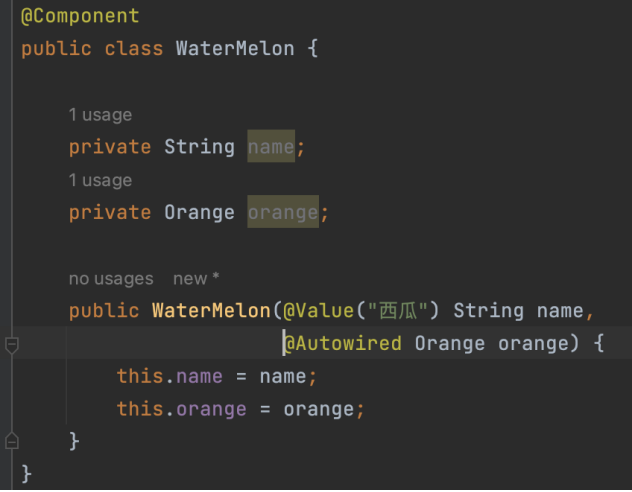 @Component
public class WaterMelon {
1 usage
private String name;
1 usage
private Orange orange;
no usages new *
public WaterMelon(@Value("西瓜") String name,
@Autowired Orange orange) {
this.name = name;
this.orange = orange;
}
}